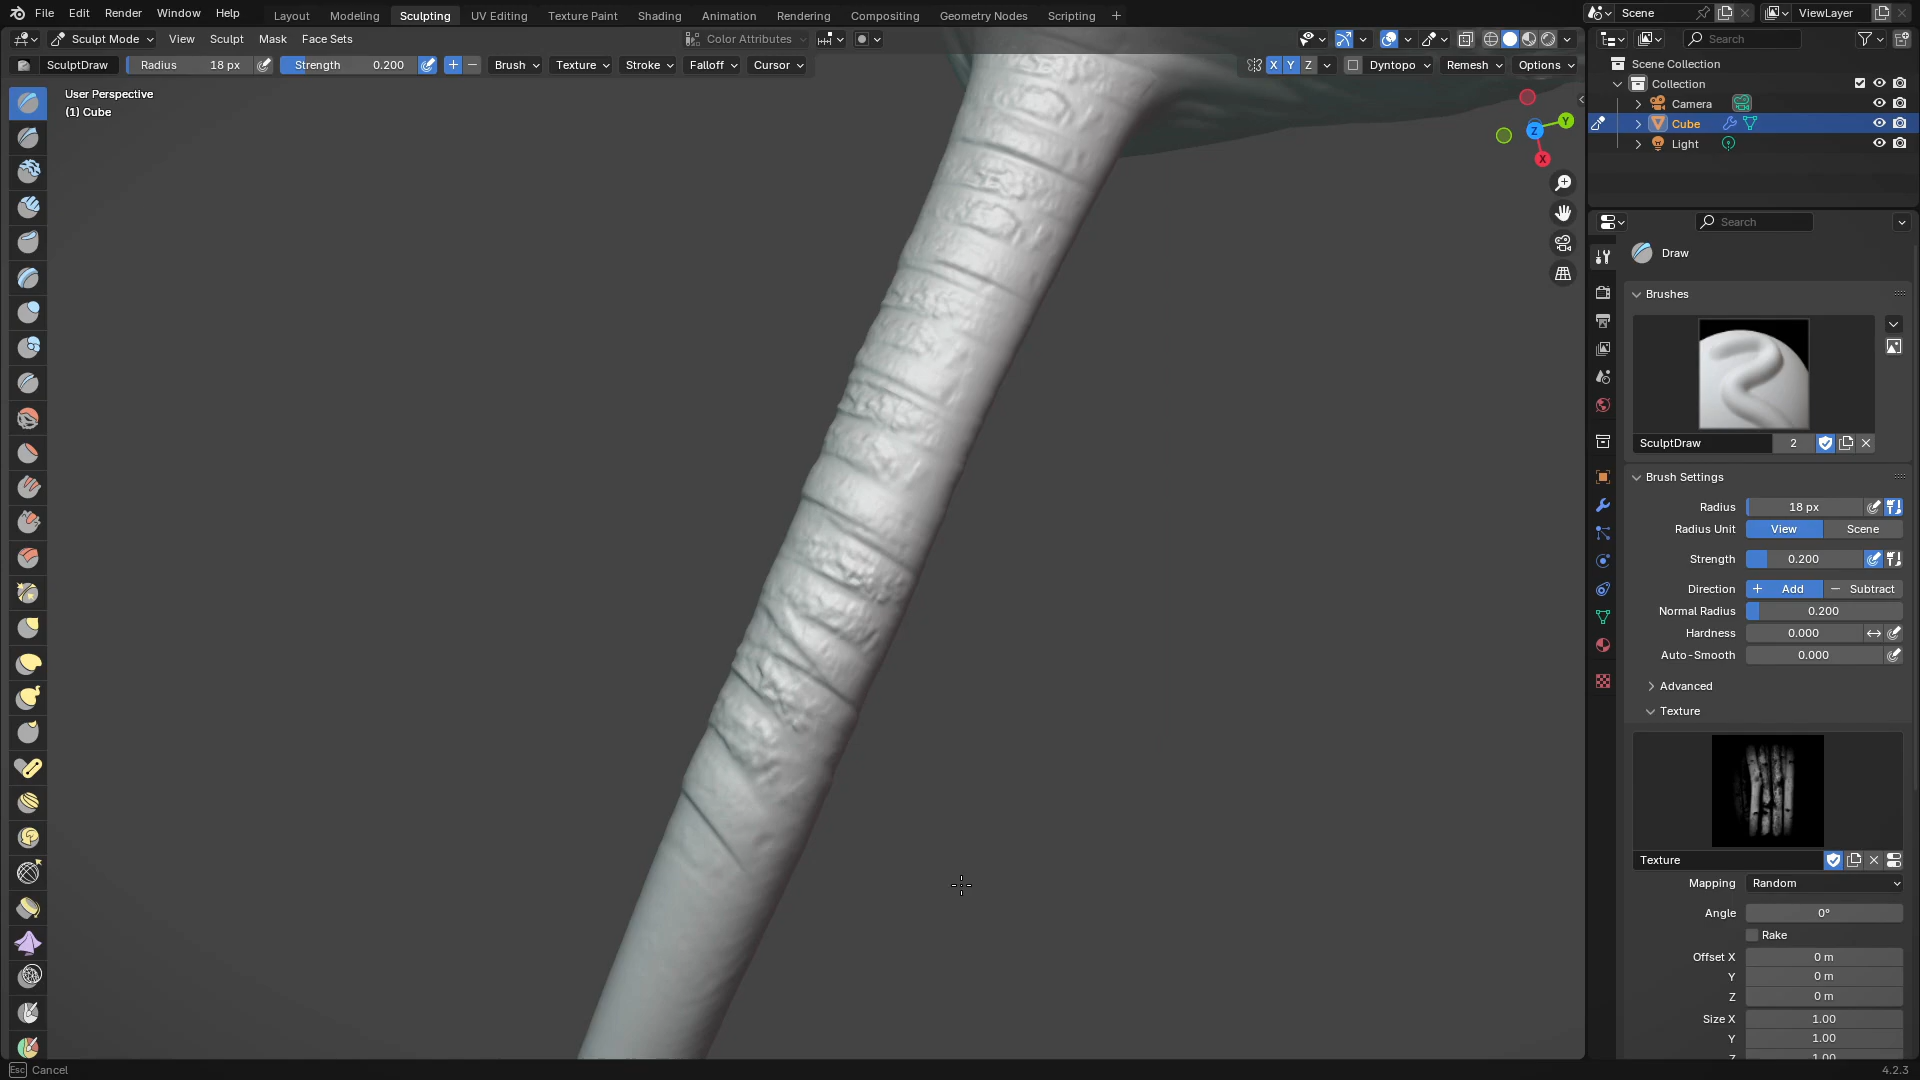 File Edit Render Window Help Layout Modeling Sculpting UV Editing Texture Paint Shading Animation Rendering Compositing Geometry Nodes Scripting + Scene ViewLayer
Sculpt Mode View Sculpt Mask Face Sets Color Attributes Search
SculptDraw Radius 18 px Strength 0.200 + − Brush Texture Stroke Falloff Cursor X Y Z Dyntopo Remesh Options
User Perspective
(1) Cube
Y
Z
X
Scene Collection
Collection
Camera
Cube
Light
Search
Draw
Brushes
SculptDraw 2
Brush Settings
Radius 18 px
Radius Unit View Scene
Strength 0.200
Direction + Add − Subtract
Normal Radius 0.200
Hardness 0.000
Auto-Smooth 0.000
Advanced
Texture
Texture
Mapping Random
Angle 0°
Rake
Offset X 0 m
Y 0 m
Z 0 m
Size X 1.00
Y 1.00
Z 1.00
Esc Cancel 4.2.3